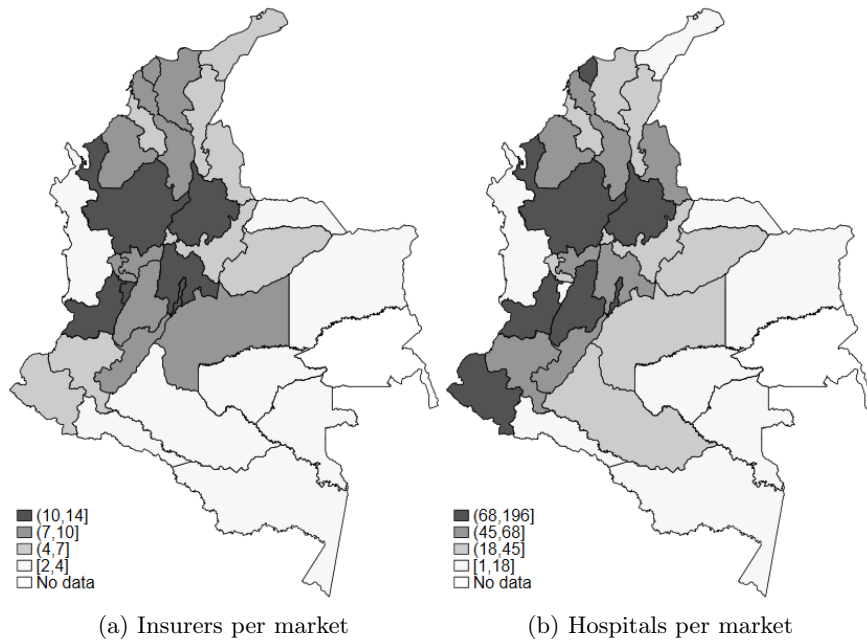 (10,14]
(7,10]
(4,7]
[2,4]
No data
(a) Insurers per market
(68,196]
(45,68]
(18,45]
[1,18]
No data
(b) Hospitals per market